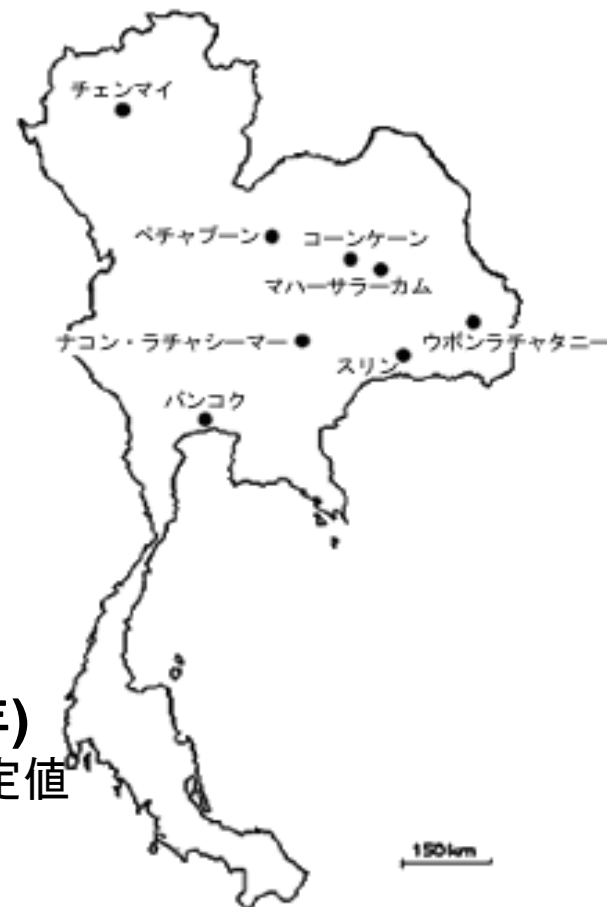 チェンマイ
ペチャブーン
コーンケーン
マハーサラーカム
ナコン・ラチャシーマー
ウボンラチャタニー
スリン
バンコク
年)
定値
150km